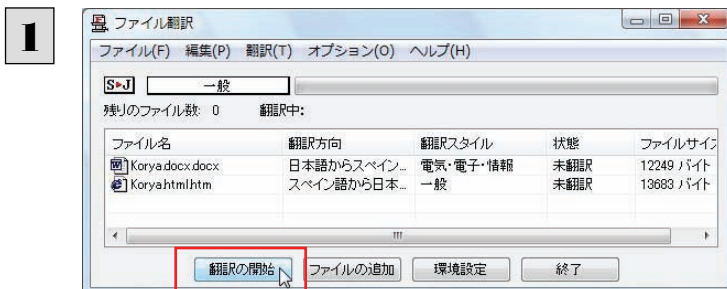 1
ファイル翻訳
ファイル(F) 編集(P) 翻訳(T) オプション(O) ヘルプ(H)
S▸J 一般
残りのファイル数: 0 翻訳中:
ファイル名 翻訳方向 翻訳スタイル 状態 ファイルサイズ
Korya.docx.docx 日本語からスペイン... 電気・電子・情報 未翻訳 12249 バイト
Korya.html.htm スペイン語から日本... 一般 未翻訳 13683 バイト
翻訳の開始 ファイルの追加 環境設定 終了